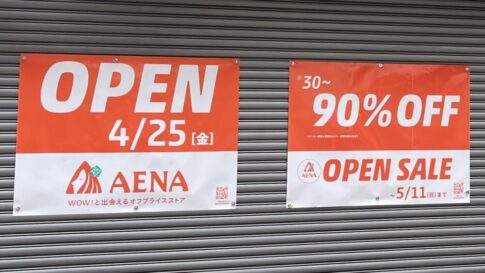 OPEN
4/25[金]
AENA
WOW!と出会えるオフプライスストア
30~
90%OFF
AENA
OPEN SALE
~5/11(日)まで